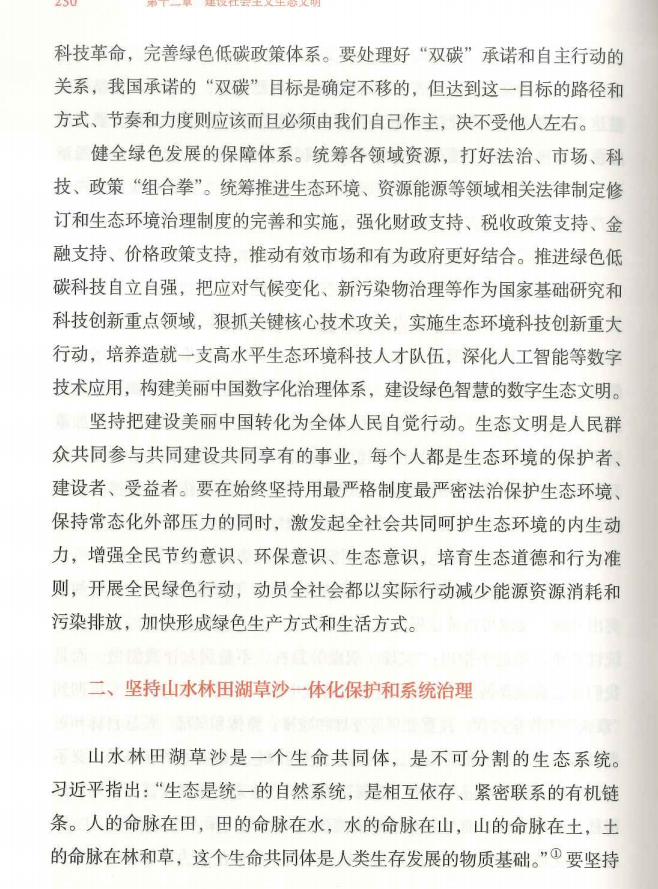 230 第十二章 建设社会主义生态文明
科技革命，完善绿色低碳政策体系。要处理好“双碳”承诺和自主行动的
关系，我国承诺的“双碳”目标是确定不移的，但达到这一目标的路径和
方式、节奏和力度则应该而且必须由我们自己作主，决不受他人左右。
健全绿色发展的保障体系。统筹各领域资源，打好法治、市场、科
技、政策“组合拳”。统筹推进生态环境、资源能源等领域相关法律制定修
订和生态环境治理制度的完善和实施，强化财政支持、税收政策支持、金
融支持、价格政策支持，推动有效市场和有为政府更好结合。推进绿色低
碳科技自立自强，把应对气候变化、新污染物治理等作为国家基础研究和
科技创新重点领域，狠抓关键核心技术攻关，实施生态环境科技创新重大
行动，培养造就一支高水平生态环境科技人才队伍，深化人工智能等数字
技术应用，构建美丽中国数字化治理体系，建设绿色智慧的数字生态文明。
坚持把建设美丽中国转化为全体人民自觉行动。生态文明是人民群
众共同参与共同建设共同享有的事业，每个人都是生态环境的保护者、
建设者、受益者。要在始终坚持用最严格制度最严密法治保护生态环境、
保持常态化外部压力的同时，激发起全社会共同呵护生态环境的内生动
力，增强全民节约意识、环保意识、生态意识，培育生态道德和行为准
则，开展全民绿色行动，动员全社会都以实际行动减少能源资源消耗和
污染排放，加快形成绿色生产方式和生活方式。
二、坚持山水林田湖草沙一体化保护和系统治理
山水林田湖草沙是一个生命共同体，是不可分割的生态系统。
习近平指出：“生态是统一的自然系统，是相互依存、紧密联系的有机链
条。人的命脉在田，田的命脉在水，水的命脉在山，山的命脉在土，土
的命脉在林和草，这个生命共同体是人类生存发展的物质基础。”① 要坚持